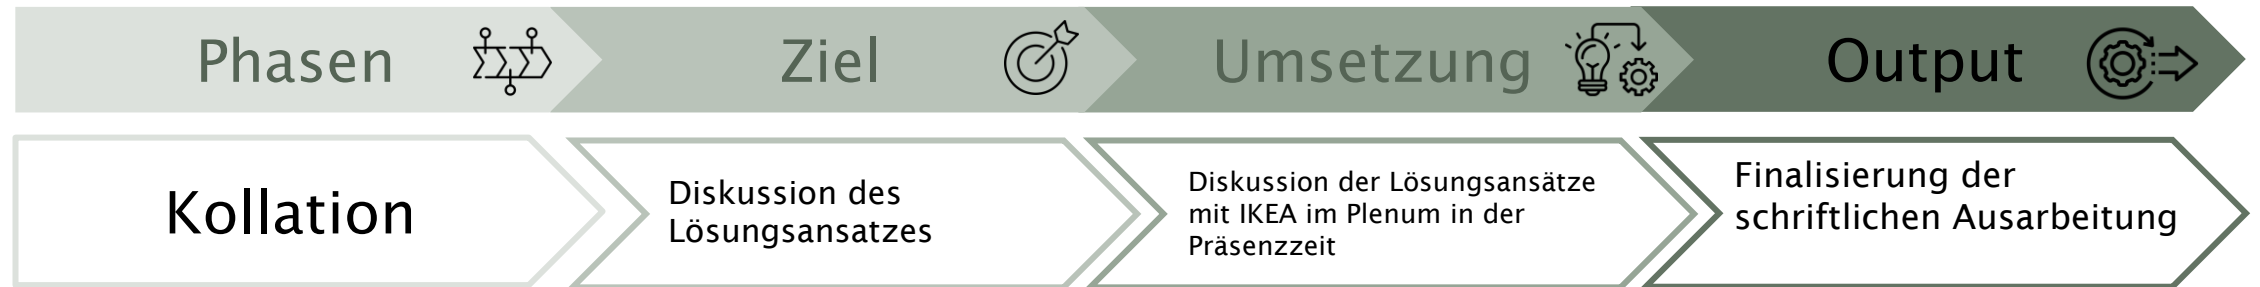 Phasen
Ziel
Umsetzung
Output
Kollation
Diskussion des
Lösungsansatzes
Diskussion der Lösungsansätze
mit IKEA im Plenum in der
Präsenzzeit
Finalisierung der
schriftlichen Ausarbeitung